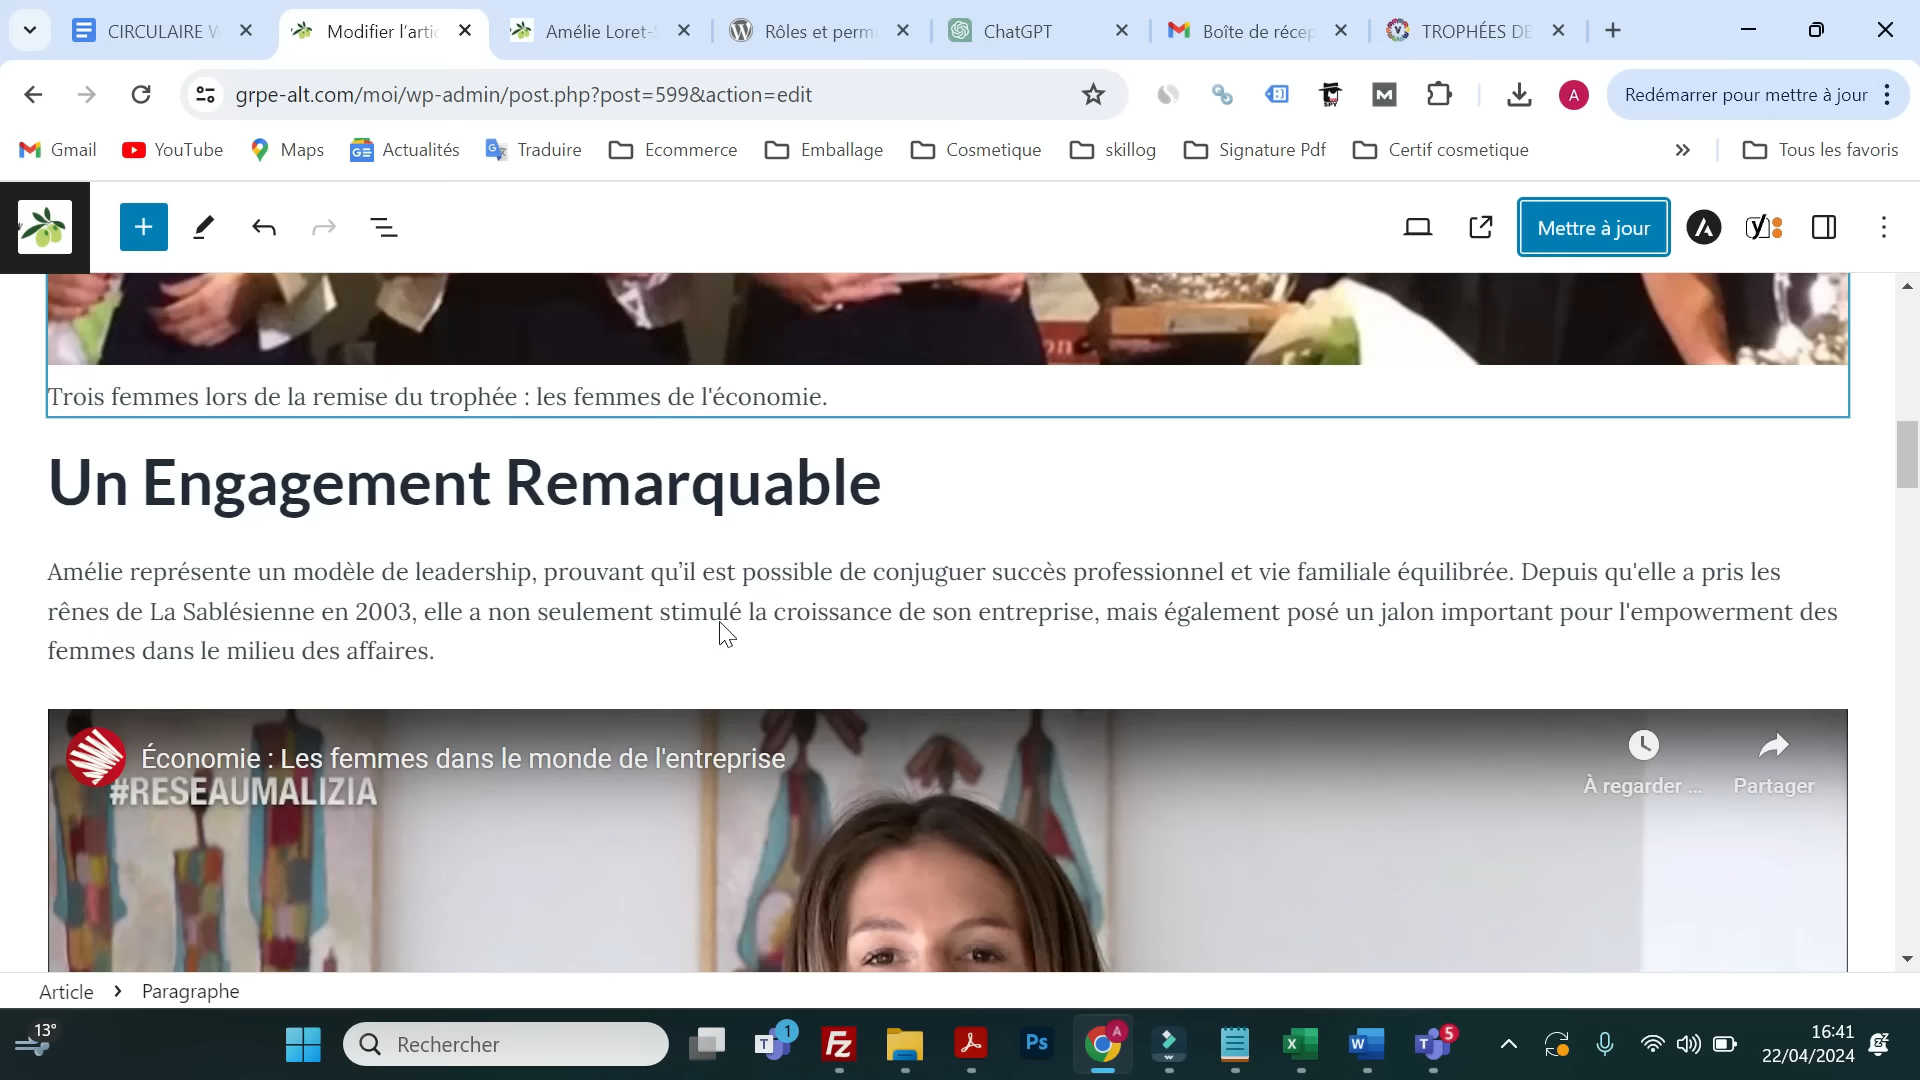 CIRCULAIRE W
Modifier l'arti
Amélie Loret-
Rôles et perm
ChatGPT
Boîte de récep
TROPHÉES DE
grpe-alt.com/moi/wp-admin/post.php?post=599&action=edit
SPY
M
A
Redémarrer pour mettre à jour
Gmail
YouTube
Maps
Actualités
Traduire
Ecommerce
Emballage
Cosmetique
skillog
Signature Pdf
Certif cosmetique
Tous les favoris
Mettre à jour
Trois femmes lors de la remise du trophée : les femmes de l'économie.
Un Engagement Remarquable
Amélie représente un modèle de leadership, prouvant qu’il est possible de conjuguer succès professionnel et vie familiale équilibrée. Depuis qu'elle a pris les
rênes de La Sablésienne en 2003, elle a non seulement stimulé la croissance de son entreprise, mais également posé un jalon important pour l'empowerment des
femmes dans le milieu des affaires.
Économie : Les femmes dans le monde de l'entreprise
#RESEAUMALIZIA
À regarder ...
Partager
Article
Paragraphe
13°
Rechercher
1
Ps
A
5
16:41
22/04/2024